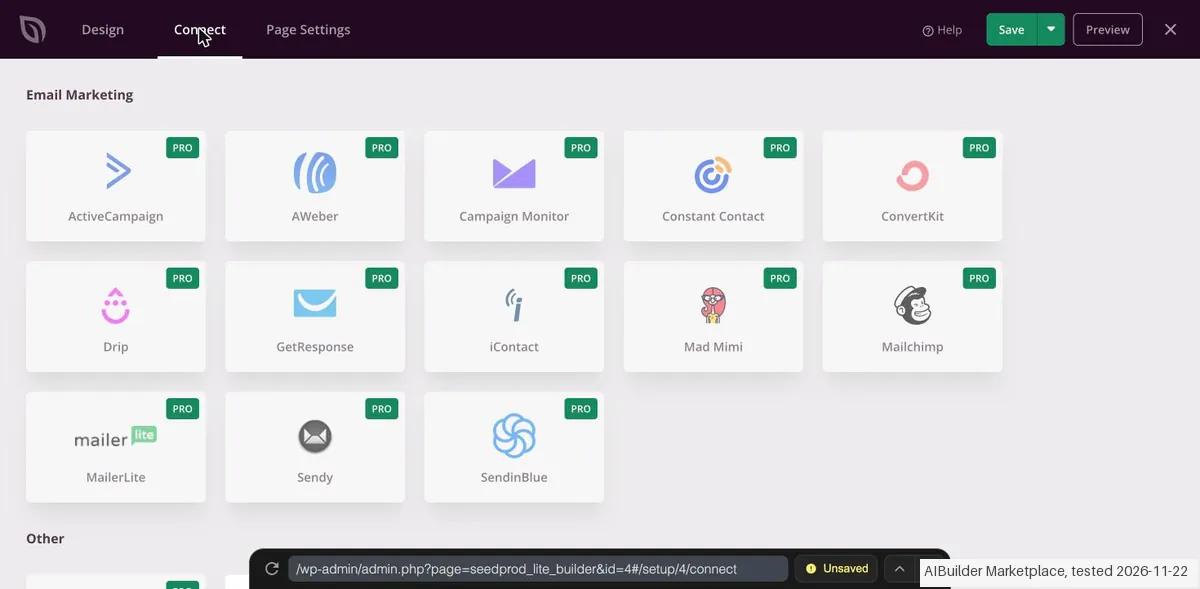 Design Connect Page Settings Help Save Preview
Email Marketing
PRO PRO PRO PRO PRO
ActiveCampaign AWeber Campaign Monitor Constant Contact ConvertKit
PRO PRO PRO PRO PRO
Drip GetResponse iContact Mad Mimi Mailchimp
PRO PRO PRO
mailer lite
MailerLite Sendy SendinBlue
Other
/wp-admin/admin.php?page=seedprod_lite_builder&id=4#/setup/4/connect Unsaved
AIBuilder Marketplace, tested 2026-11-22